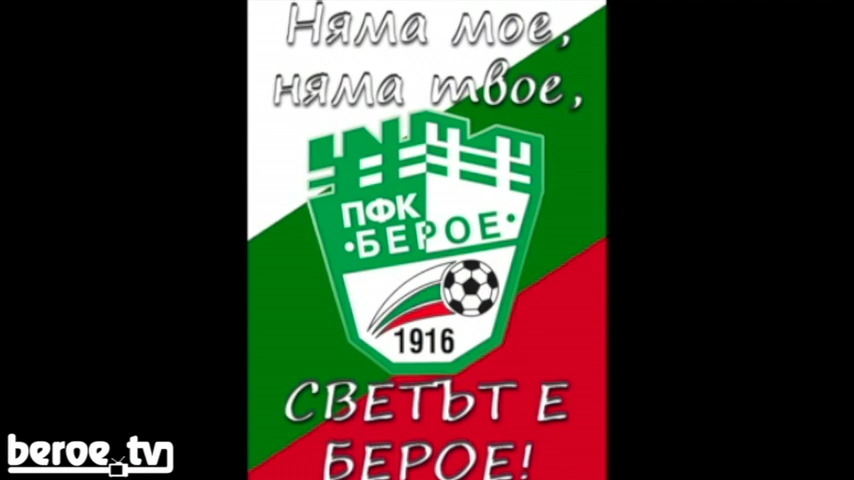 Няма мое,
няма твое,
ПФК
·БЕРОЕ·
1916
СВЕТЪТ Е
БЕРОЕ!
beroe.tv